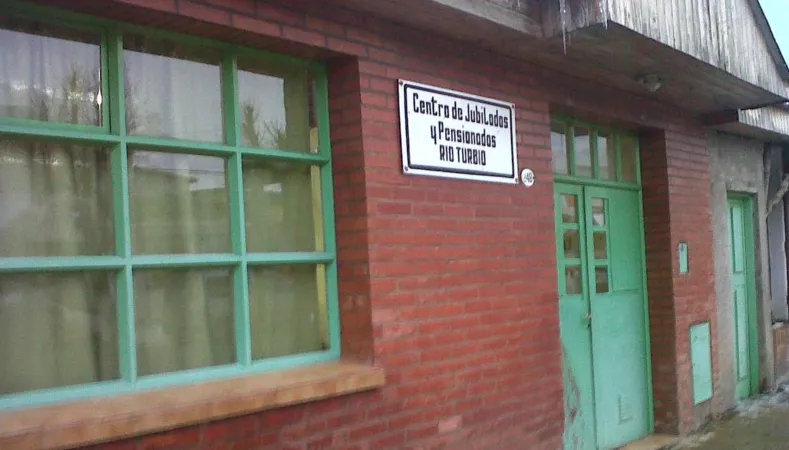 Centro de Jubilados
y Pensionados
RIO TURBIO